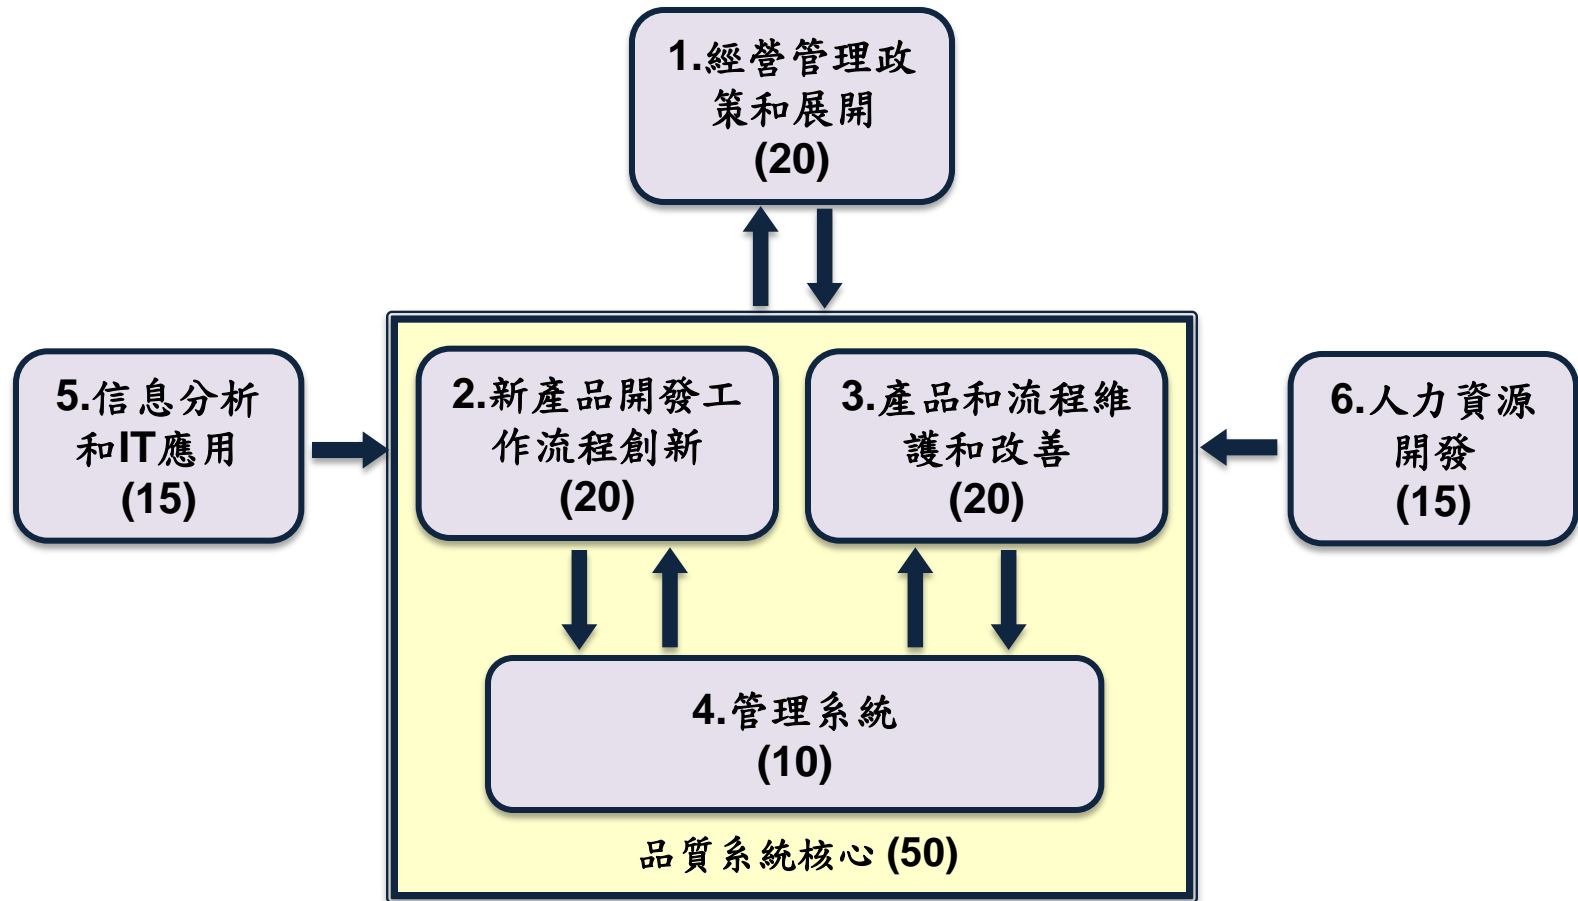 1.經營管理政
策和展開
(20)
5.信息分析
和IT應用
(15)
2.新產品開發工
作流程創新
(20)
3.產品和流程維
護和改善
(20)
6.人力資源
開發
(15)
4.管理系統
(10)
品質系統核心 (50)